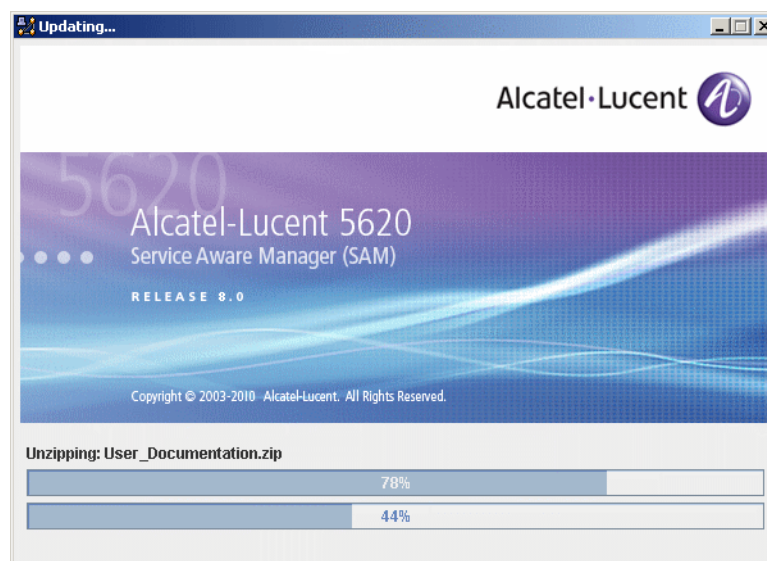 Updating...
Alcatel·Lucent
5620
Alcatel-Lucent 5620
Service Aware Manager (SAM)
RELEASE 8.0
Copyright © 2003-2010 Alcatel-Lucent. All Rights Reserved.
Unzipping: User_Documentation.zip
78%
44%